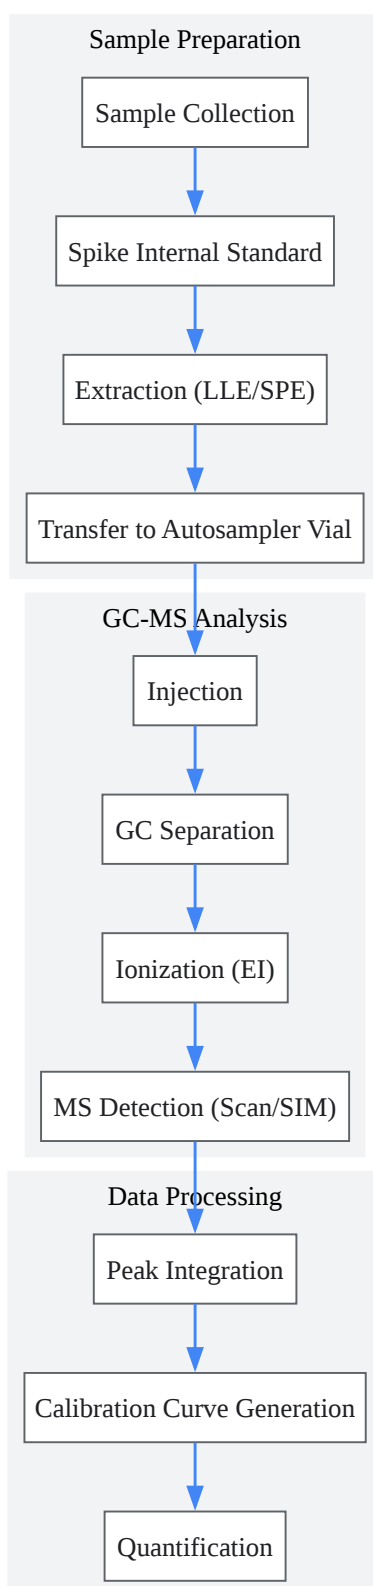 Sample Preparation
Sample Collection
Spike Internal Standard
Extraction (LLE/SPE)
Transfer to Autosampler Vial
GC-MS Analysis
Injection
GC Separation
Ionization (EI)
MS Detection (Scan/SIM)
Data Processing
Peak Integration
Calibration Curve Generation
Quantification